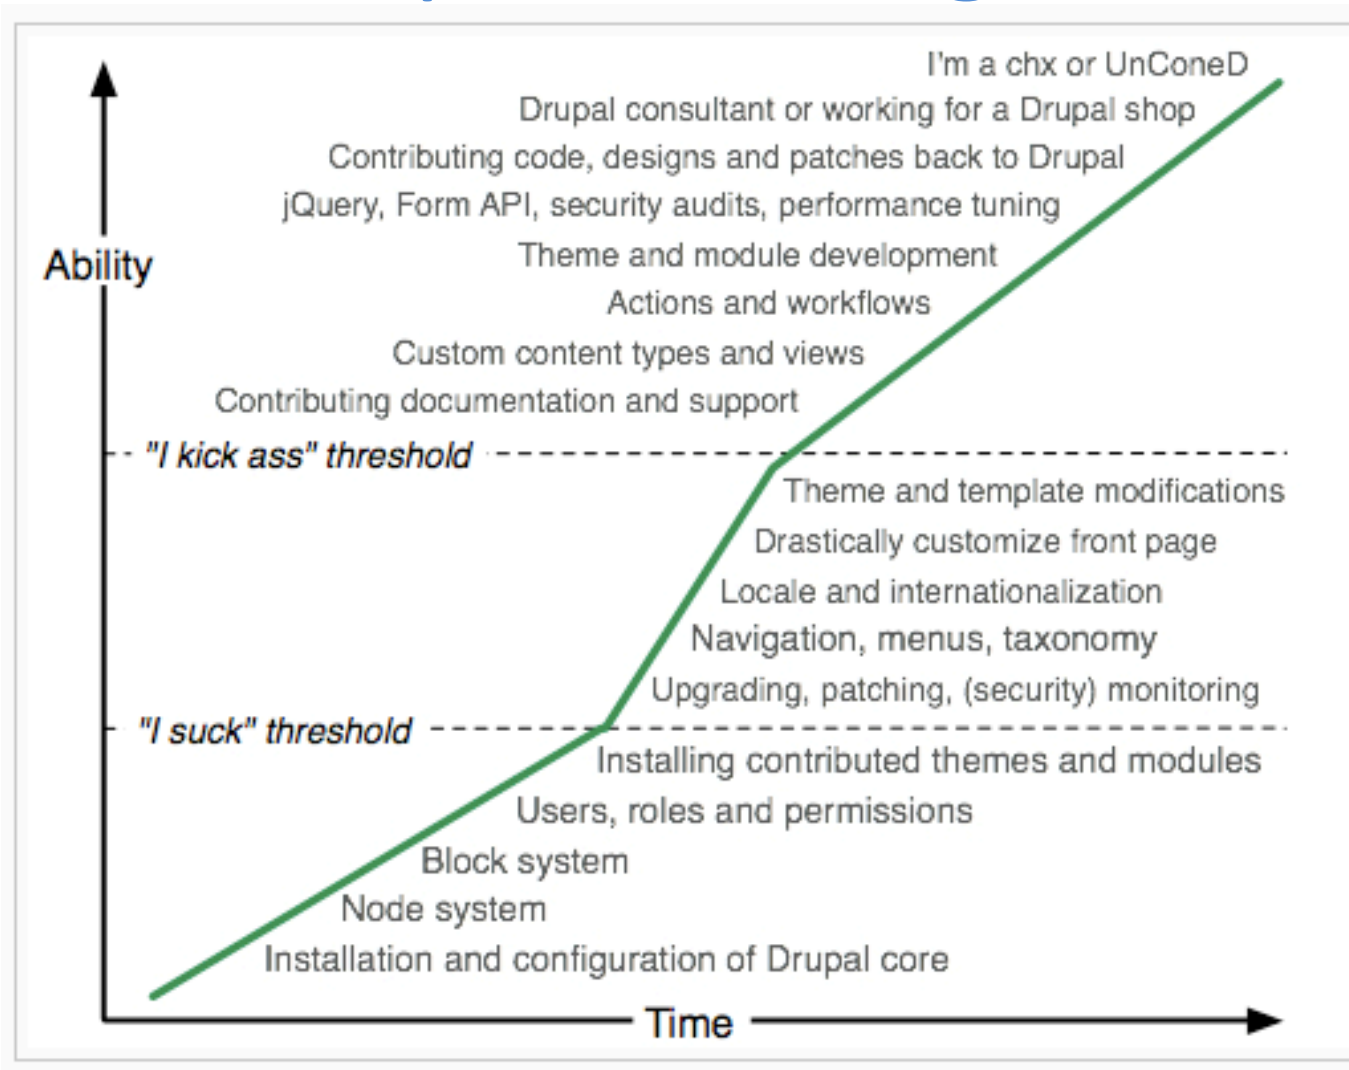 I'm a chx or UnConeD
Drupal consultant or working for a Drupal shop
Contributing code, designs and patches back to Drupal
jQuery, Form API, security audits, performance tuning
Theme and module development
Ability
Actions and workflows
Custom content types and views
Contributing documentation and support
"I kick ass" threshold
Theme and template modifications
Drastically customize front page
Locale and internationalization
Navigation, menus, taxonomy
Upgrading, patching, (security) monitoring
"I suck" threshold
Installing contributed themes and modules
Users, roles and permissions
Block system
Node system
Installation and configuration of Drupal core
Time